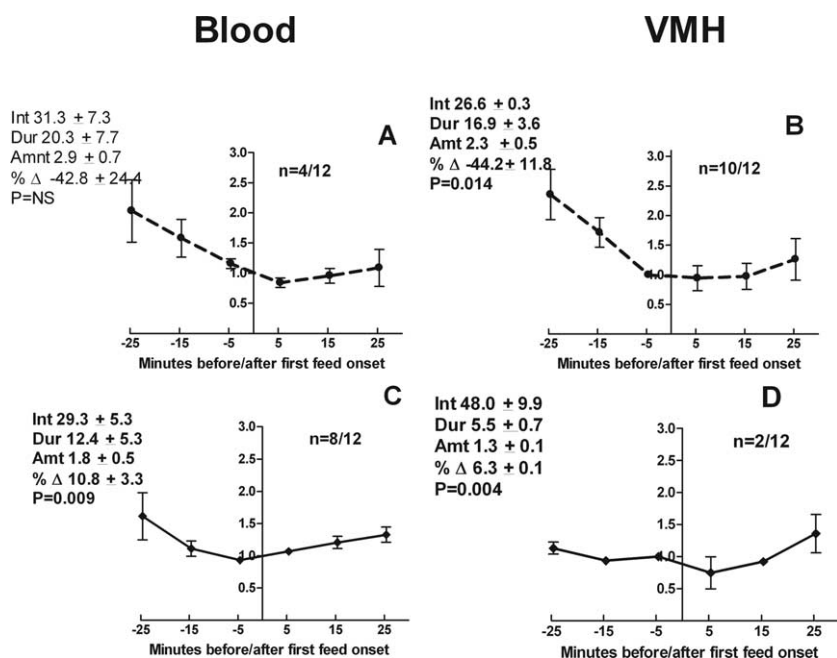 Blood
VMH
Int 31.3 ± 7.3
Dur 20.3 ± 7.7
Amnt 2.9 ± 0.7
% Δ -42.8 ± 24.4
P=NS
A
n=4/12
3.0
2.5
2.0
1.5
1.0
0.5
-25 -15 -5 5 15 25
Minutes before/after first feed onset
Int 26.6 ± 0.3
Dur 16.9 ± 3.6
Amt 2.3 ± 0.5
% Δ -44.2± 11.8
P=0.014
B
n=10/12
3.0
2.5
2.0
1.5
1.0
0.5
-25 -15 -5 5 15 25
Minutes before/after first feed onset
Int 29.3 ± 5.3
Dur 12.4 ± 5.3
Amt 1.8 ± 0.5
% Δ 10.8 ± 3.3
P=0.009
C
n=8/12
3.0
2.5
2.0
1.5
1.0
0.5
-25 -15 -5 5 15 25
Minutes before/after first feed onset
Int 48.0 ± 9.9
Dur 5.5 ± 0.7
Amt 1.3 ± 0.1
% Δ 6.3 ± 0.1
P=0.004
D
n=2/12
3.0
2.5
2.0
1.5
1.0
0.5
-25 -15 -5 5 15 25
Minutes before/after first feed onset